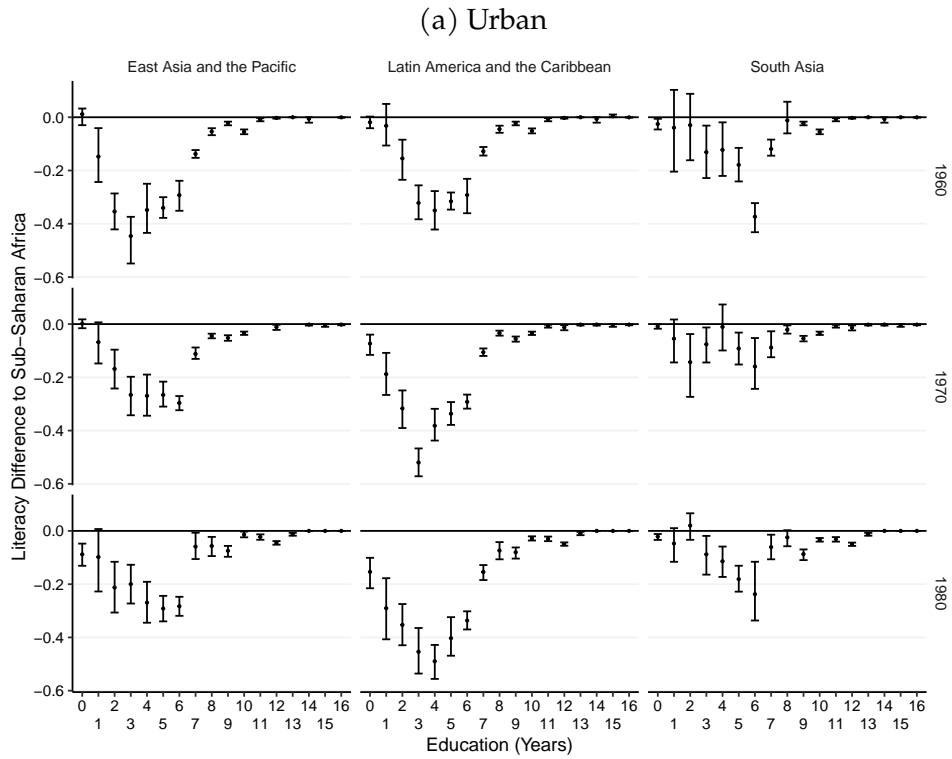 (a) Urban
East Asia and the Pacific
Latin America and the Caribbean
South Asia
Literacy Difference to Sub−Saharan Africa
0.0
−0.2
−0.4
−0.6
1960
0.0
−0.2
−0.4
−0.6
1970
0.0
−0.2
−0.4
−0.6
1980
0 2 4 6 8 10 12 14 16 0 2 4 6 8 10 12 14 16 0 2 4 6 8 10 12 14 16
1 3 5 7 9 11 13 15 1 3 5 7 9 11 13 15 1 3 5 7 9 11 13 15
Education (Years)